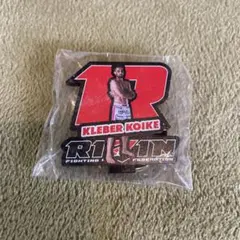 R
KLEBER KOIKE
RIZIN
FIGHTING FEDERATION